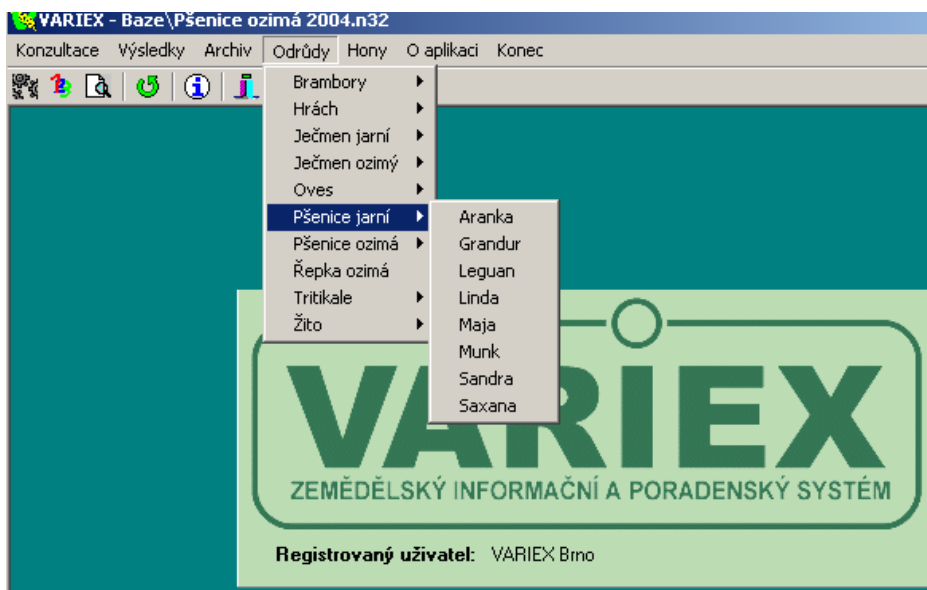 VARIEX - Baze\Pšenice ozimá 2004.n32
Konzultace Výsledky Archiv Odrůdy Hony O aplikaci Konec
Brambory
Hrách
Ječmen jarní
Ječmen ozimý
Oves
Pšenice jarní
Pšenice ozimá
Řepka ozimá
Tritikale
Žito
Aranka
Grandur
Leguan
Linda
Maja
Munk
Sandra
Saxana
VARIEX
ZEMĚDĚLSKÝ INFORMAČNÍ A PORADENSKÝ SYSTÉM
Registrovaný uživatel: VARIEX Brno